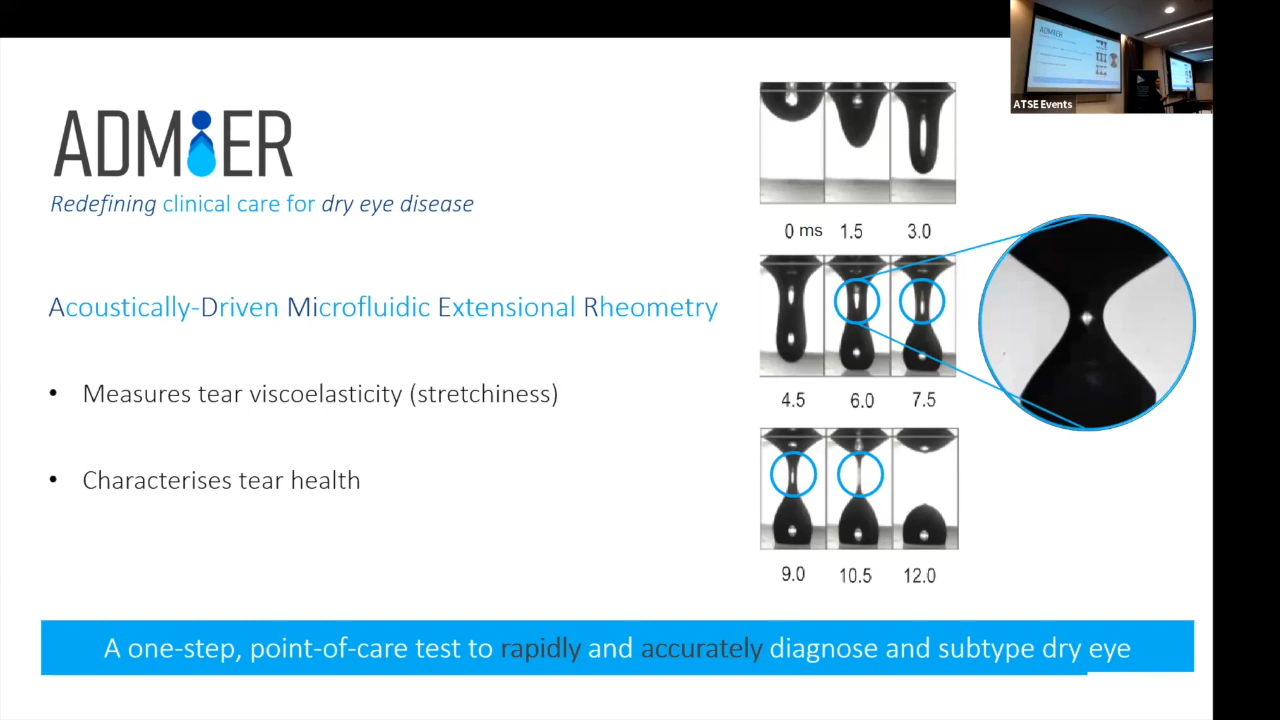 ATSE Events
ADMiER
Redefining clinical care for dry eye disease
Acoustically-Driven Microfluidic Extensional Rheometry
• Measures tear viscoelasticity (stretchiness)
• Characterises tear health
0 ms 1.5 3.0
4.5 6.0 7.5
9.0 10.5 12.0
A one-step, point-of-care test to rapidly and accurately diagnose and subtype dry eye